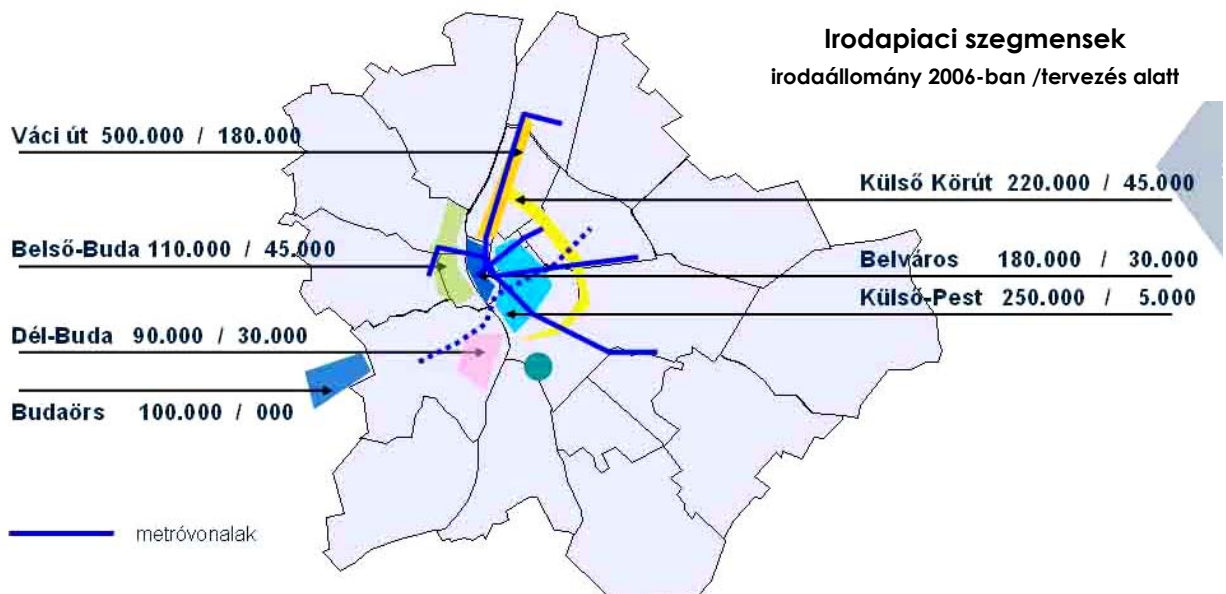 Irodapiaci szegmensek
irodaállomány 2006-ban /tervezés alatt
Váci út 500.000 / 180.000
Külső Körút 220.000 / 45.000
Belső-Buda 110.000 / 45.000
Belváros 180.000 / 30.000
Külső-Pest 250.000 / 5.000
Dél-Buda 90.000 / 30.000
Budaörs 100.000 / 000
metróvonalak